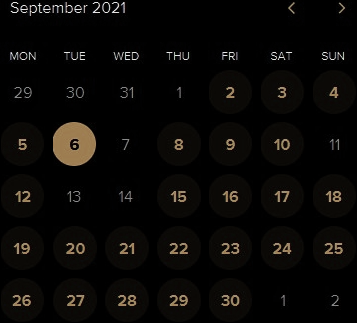 September 2021
MON TUE WED THU FRI SAT SUN
29 30 31 1 2 3 4
5 6 7 8 9 10 11
12 13 14 15 16 17 18
19 20 21 22 23 24 25
26 27 28 29 30 1 2